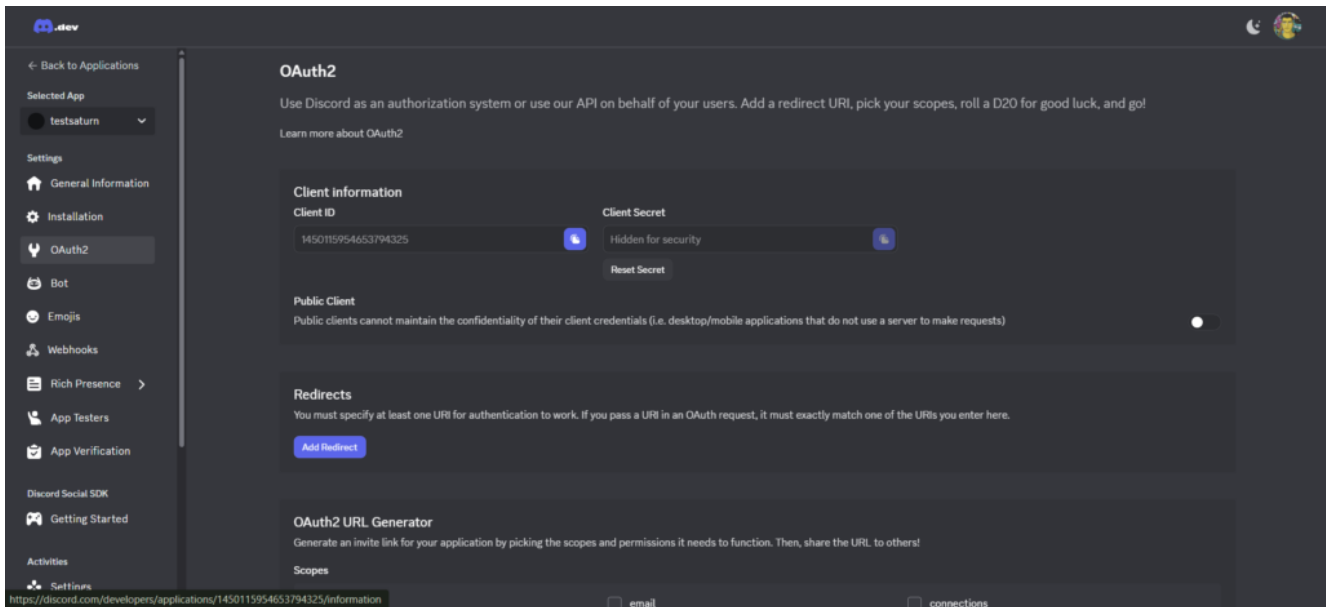 .dev
← Back to Applications
Selected App
testsaturn
Settings
General Information
Installation
OAuth2
Bot
Emojis
Webhooks
Rich Presence
App Testers
App Verification
Discord Social SDK
Getting Started
Activities
Settings
https://discord.com/developers/applications/1450115954653794325/information
OAuth2
Use Discord as an authorization system or use our API on behalf of your users. Add a redirect URI, pick your scopes, roll a D20 for good luck, and go!
Learn more about OAuth2
Client information
Client ID
Client Secret
1450115954653794325
Hidden for security
Reset Secret
Public Client
Public clients cannot maintain the confidentiality of their client credentials (i.e. desktop/mobile applications that do not use a server to make requests)
Redirects
You must specify at least one URI for authentication to work. If you pass a URI in an OAuth request, it must exactly match one of the URIs you enter here.
Add Redirect
OAuth2 URL Generator
Generate an invite link for your application by picking the scopes and permissions it needs to function. Then, share the URL to others!
Scopes
email
connections